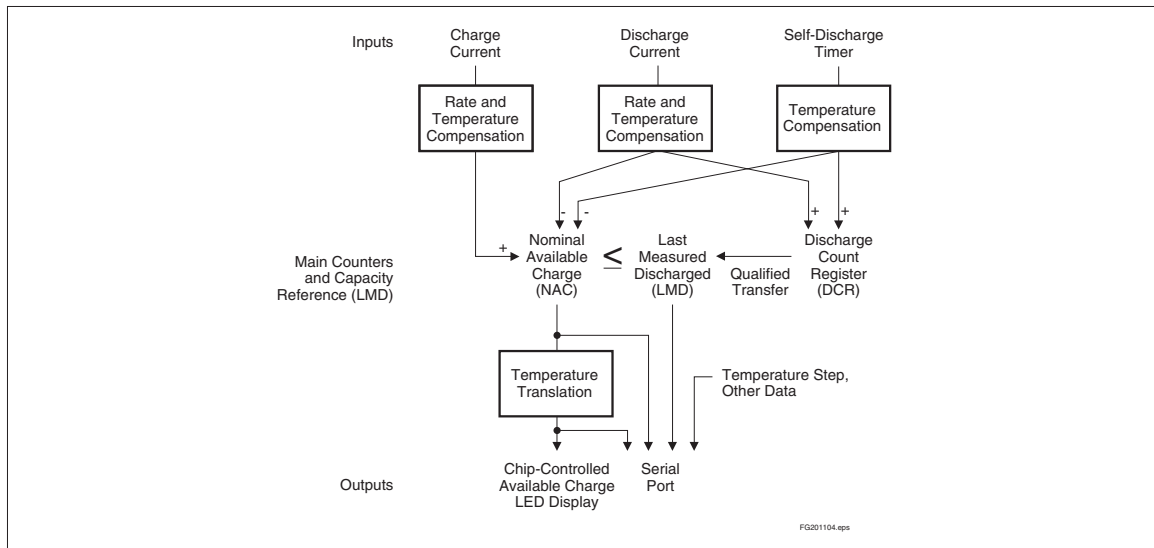 Inputs
Charge
Current
Discharge
Current
Self-Discharge
Timer
Rate and
Temperature
Compensation
Rate and
Temperature
Compensation
Temperature
Compensation
-
-
+
+
+
Main Counters
and Capacity
Reference (LMD)
Nominal
Available
Charge
(NAC)
≤
Last
Measured
Discharged
(LMD)
Qualified
Transfer
Discharge
Count
Register
(DCR)
Temperature
Translation
Temperature Step,
Other Data
Outputs
Chip-Controlled
Available Charge
LED Display
Serial
Port
FG201104.eps